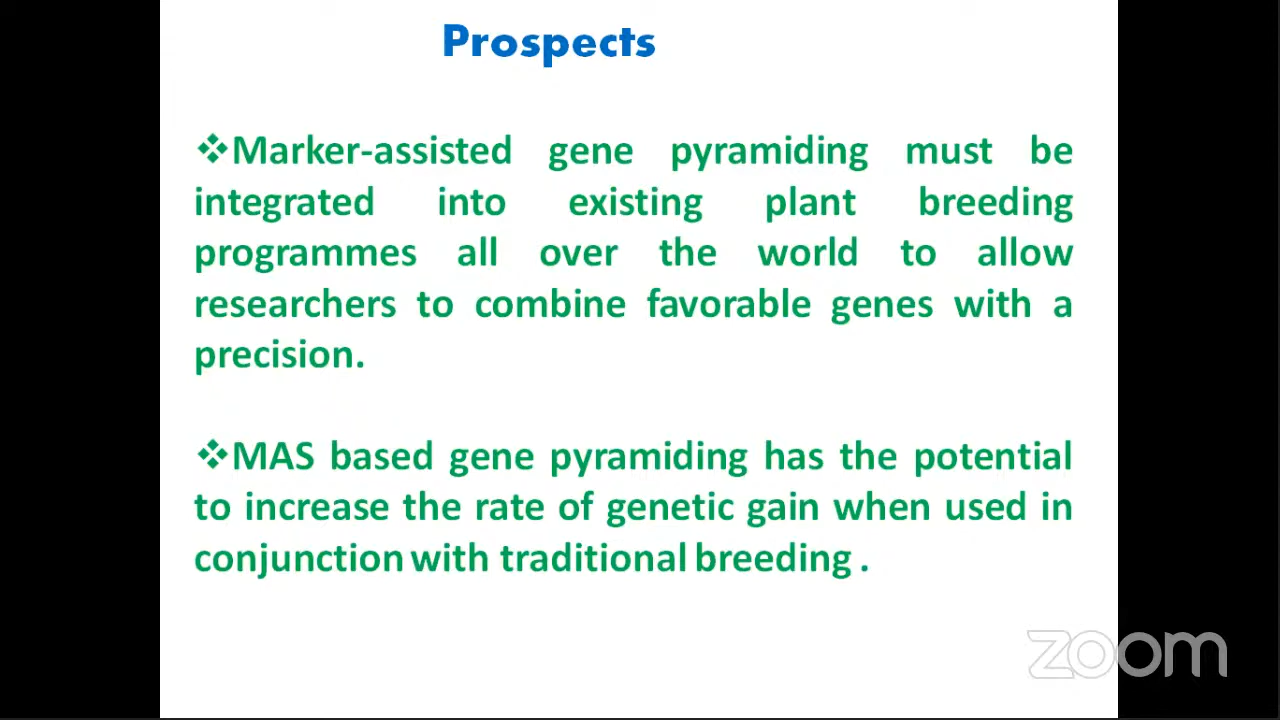 Prospects
❖Marker-assisted gene pyramiding must be
integrated into existing plant breeding
programmes all over the world to allow
researchers to combine favorable genes with a
precision.
❖MAS based gene pyramiding has the potential
to increase the rate of genetic gain when used in
conjunction with traditional breeding .
zoom